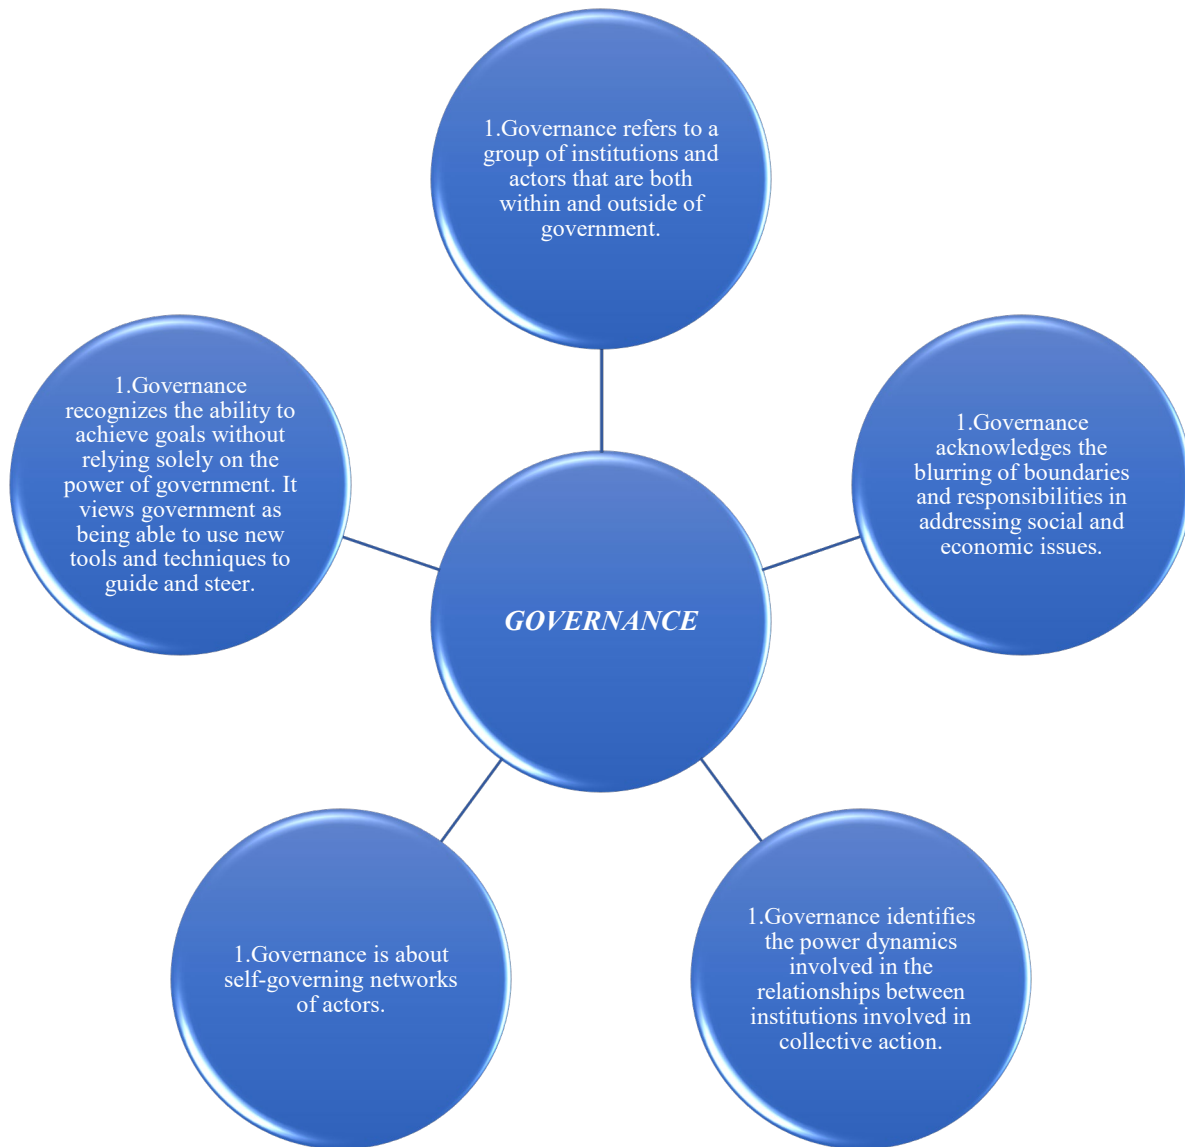 1.Governance refers to a
group of institutions and
actors that are both
within and outside of
government.
1.Governance
acknowledges the
blurring of boundaries
and responsibilities in
addressing social and
economic issues.
1.Governance identifies
the power dynamics
involved in the
relationships between
institutions involved in
collective action.
1.Governance is about
self-governing networks
of actors.
1.Governance
recognizes the ability to
achieve goals without
relying solely on the
power of government. It
views government as
being able to use new
tools and techniques to
guide and steer.
GOVERNANCE